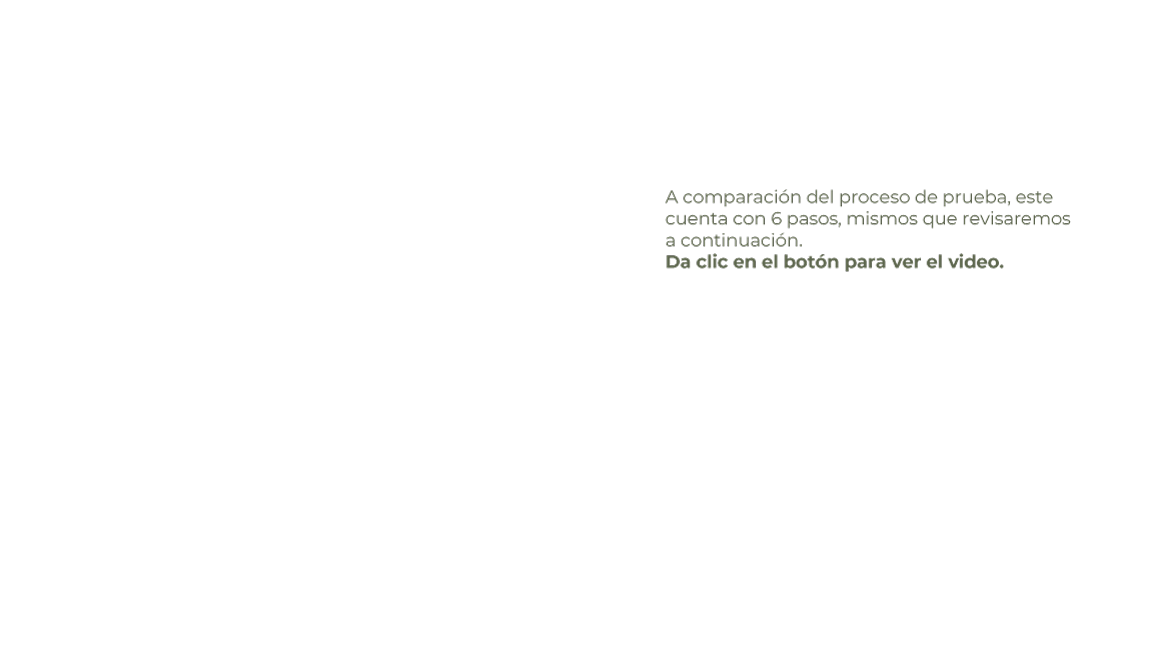 A comparación del proceso de prueba, este
cuenta con 6 pasos, mismos que revisaremos
a continuación.
Da clic en el botón para ver el video.